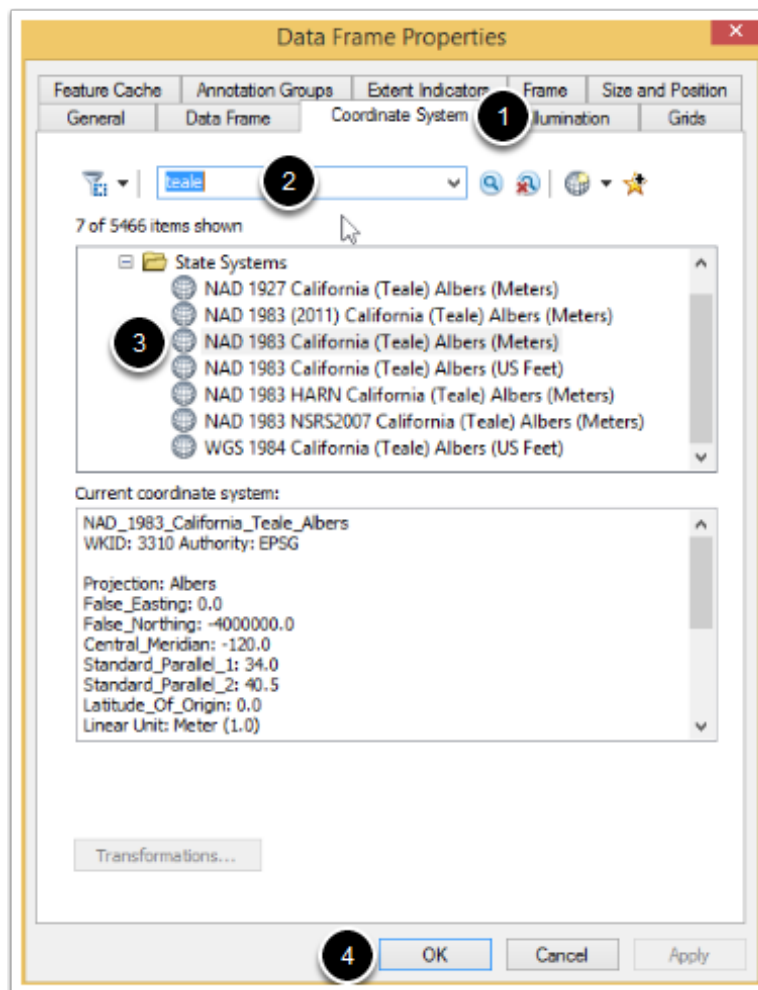 Data Frame Properties
Feature Cache Annotation Groups Extent Indicators Frame Size and Position
General Data Frame Coordinate System 1 Illumination Grids
teale 2
7 of 5466 items shown
State Systems
NAD 1927 California (Teale) Albers (Meters)
NAD 1983 (2011) California (Teale) Albers (Meters)
3 NAD 1983 California (Teale) Albers (Meters)
NAD 1983 California (Teale) Albers (US Feet)
NAD 1983 HARN California (Teale) Albers (Meters)
NAD 1983 NSRS2007 California (Teale) Albers (Meters)
WGS 1984 California (Teale) Albers (US Feet)
Current coordinate system:
NAD_1983_California_Teale_Albers
WKID: 3310 Authority: EPSG
Projection: Albers
False_Easting: 0.0
False_Northing: -4000000.0
Central_Meridian: -120.0
Standard_Parallel_1: 34.0
Standard_Parallel_2: 40.5
Latitude_Of_Origin: 0.0
Linear Unit: Meter (1.0)
Transformations...
4 OK Cancel Apply